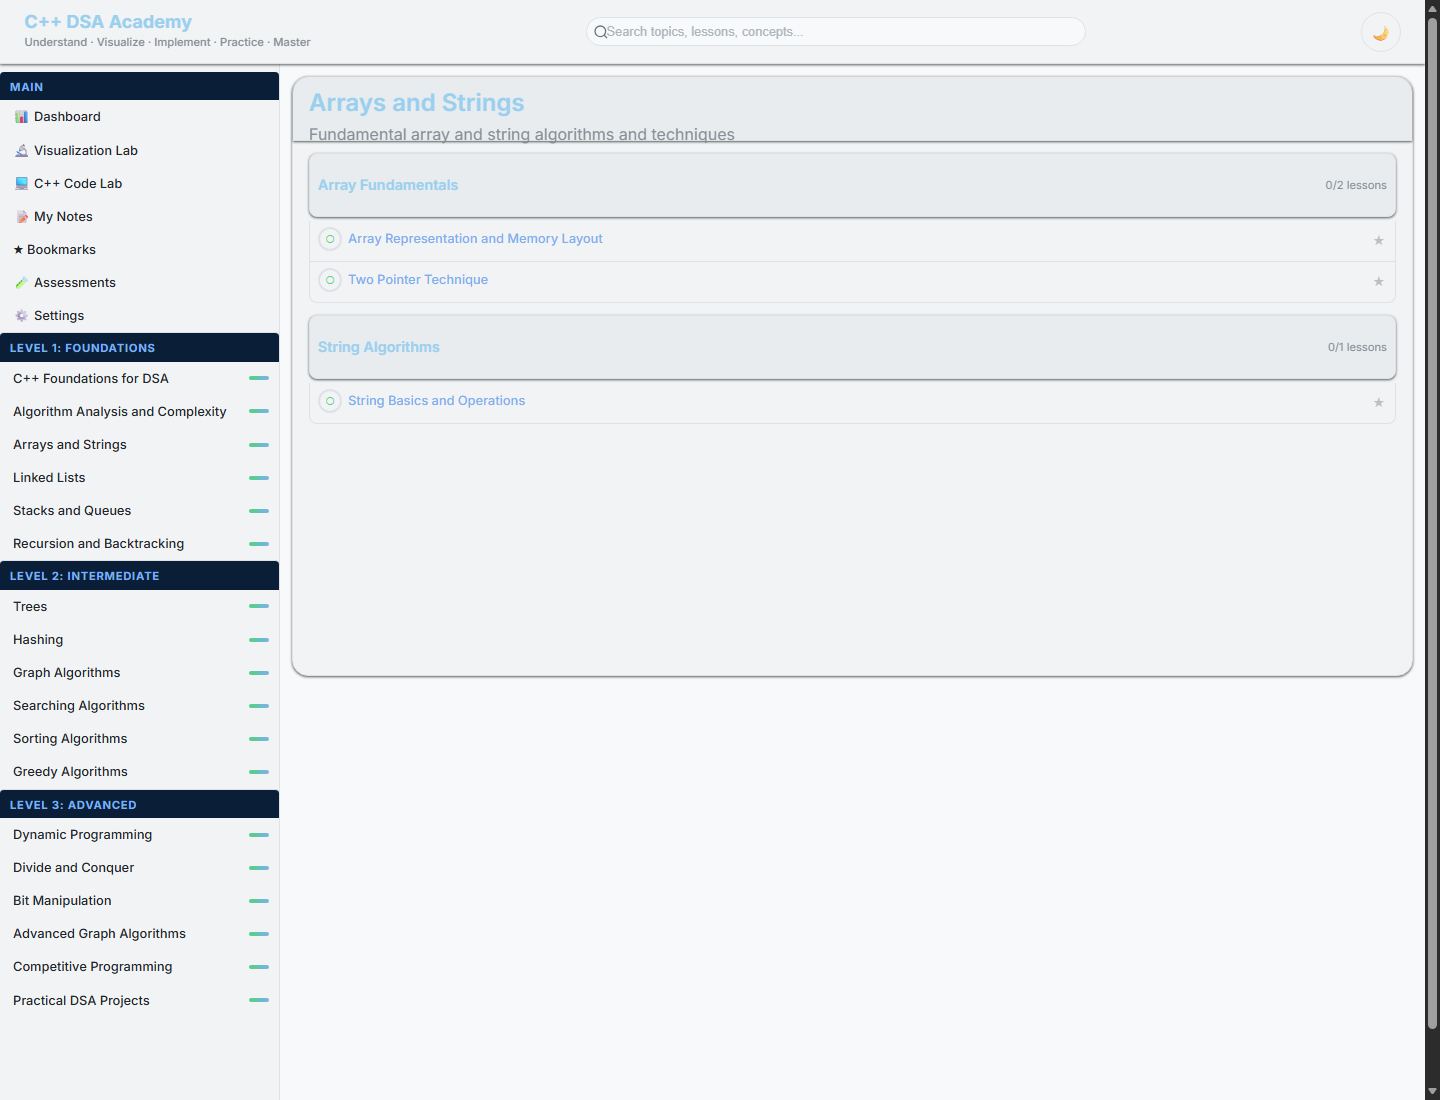 C++ DSA Academy
Understand · Visualize · Implement · Practice · Master
Search topics, lessons, concepts...
MAIN
Dashboard
Visualization Lab
C++ Code Lab
My Notes
★ Bookmarks
Assessments
Settings
LEVEL 1: FOUNDATIONS
C++ Foundations for DSA
Algorithm Analysis and Complexity
Arrays and Strings
Linked Lists
Stacks and Queues
Recursion and Backtracking
LEVEL 2: INTERMEDIATE
Trees
Hashing
Graph Algorithms
Searching Algorithms
Sorting Algorithms
Greedy Algorithms
LEVEL 3: ADVANCED
Dynamic Programming
Divide and Conquer
Bit Manipulation
Advanced Graph Algorithms
Competitive Programming
Practical DSA Projects
Arrays and Strings
Fundamental array and string algorithms and techniques
Array Fundamentals
0/2 lessons
Array Representation and Memory Layout
Two Pointer Technique
String Algorithms
0/1 lessons
String Basics and Operations